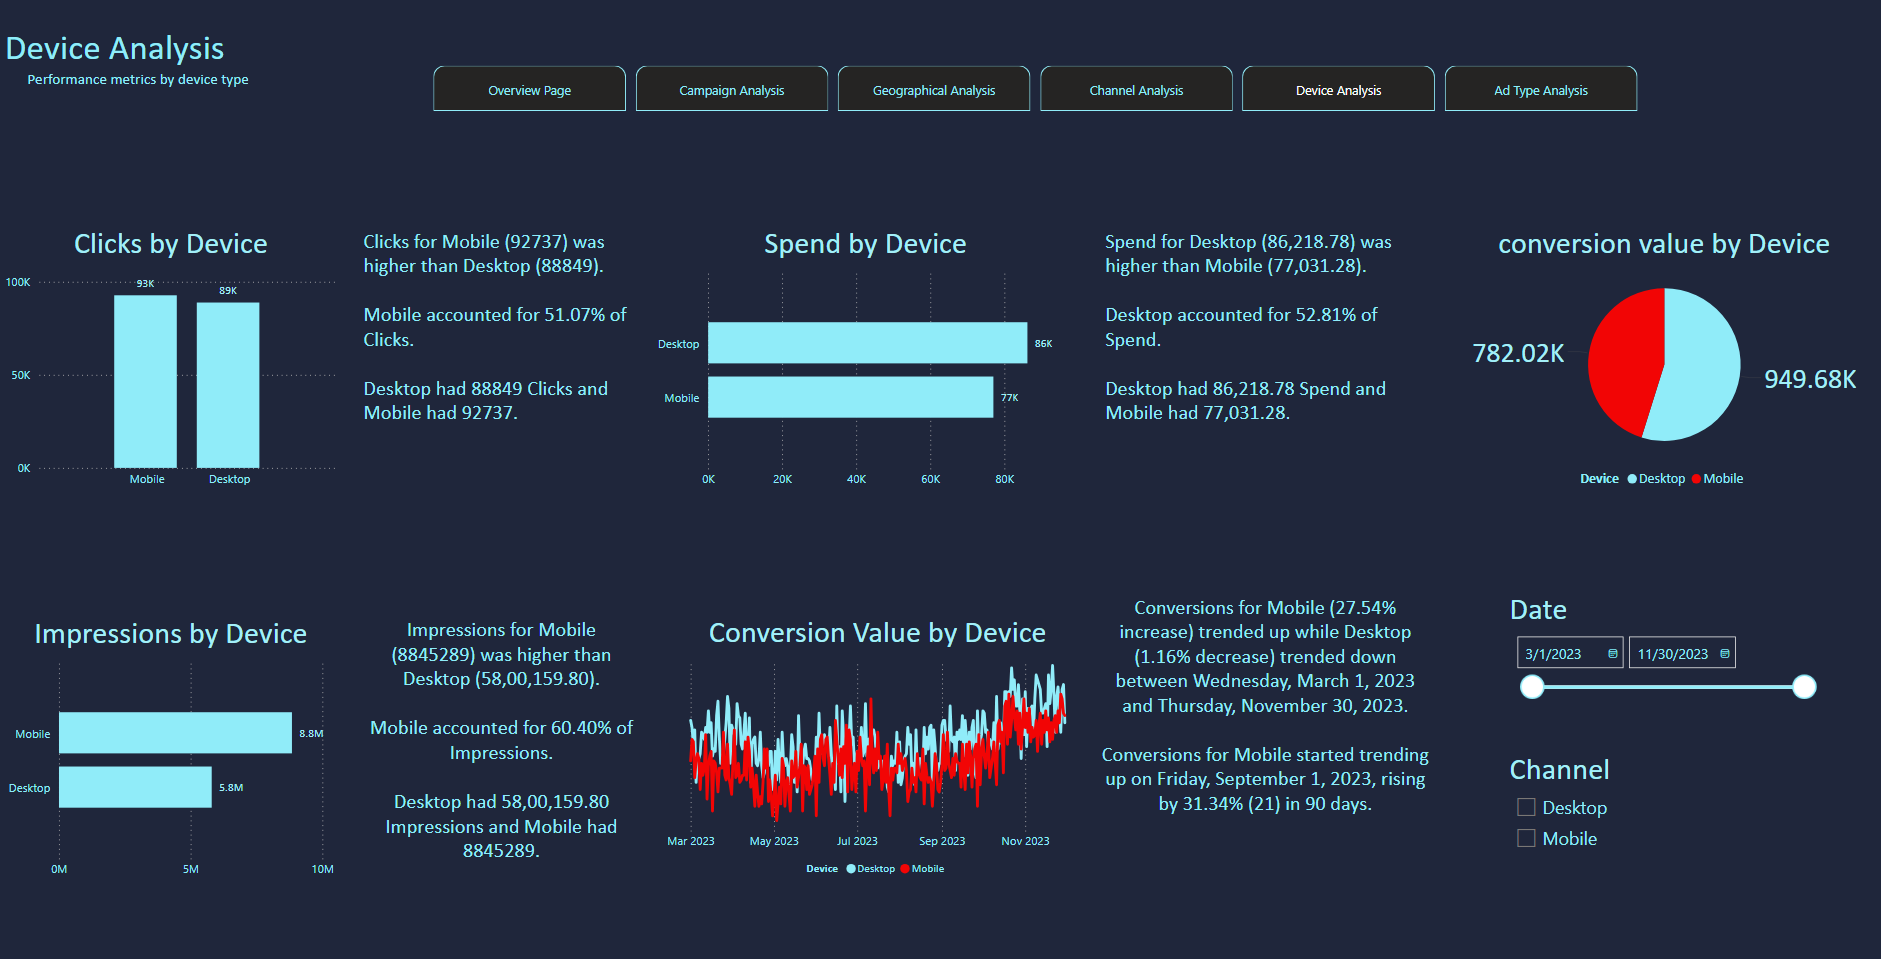 Device Analysis
Performance metrics by device type
Overview Page
Campaign Analysis
Geographical Analysis
Channel Analysis
Device Analysis
Ad Type Analysis
Clicks by Device
100K
50K
0K
93K
89K
Mobile
Desktop
Clicks for Mobile (92737) was
higher than Desktop (88849).
Mobile accounted for 51.07% of
Clicks.
Desktop had 88849 Clicks and
Mobile had 92737.
Spend by Device
Desktop
86K
Mobile
77K
0K
20K
40K
60K
80K
Spend for Desktop (86,218.78) was
higher than Mobile (77,031.28).
Desktop accounted for 52.81% of
Spend.
Desktop had 86,218.78 Spend and
Mobile had 77,031.28.
conversion value by Device
782.02K
949.68K
Device Desktop Mobile
Impressions by Device
Mobile
8.8M
Desktop
5.8M
0M
5M
10M
Impressions for Mobile
(8845289) was higher than
Desktop (58,00,159.80).
Mobile accounted for 60.40% of
Impressions.
Desktop had 58,00,159.80
Impressions and Mobile had
8845289.
Conversion Value by Device
Mar 2023
May 2023
Jul 2023
Sep 2023
Nov 2023
Device Desktop Mobile
Conversions for Mobile (27.54%
increase) trended up while Desktop
(1.16% decrease) trended down
between Wednesday, March 1, 2023
and Thursday, November 30, 2023.
Conversions for Mobile started trending
up on Friday, September 1, 2023, rising
by 31.34% (21) in 90 days.
Date
3/1/2023
11/30/2023
Channel
Desktop
Mobile